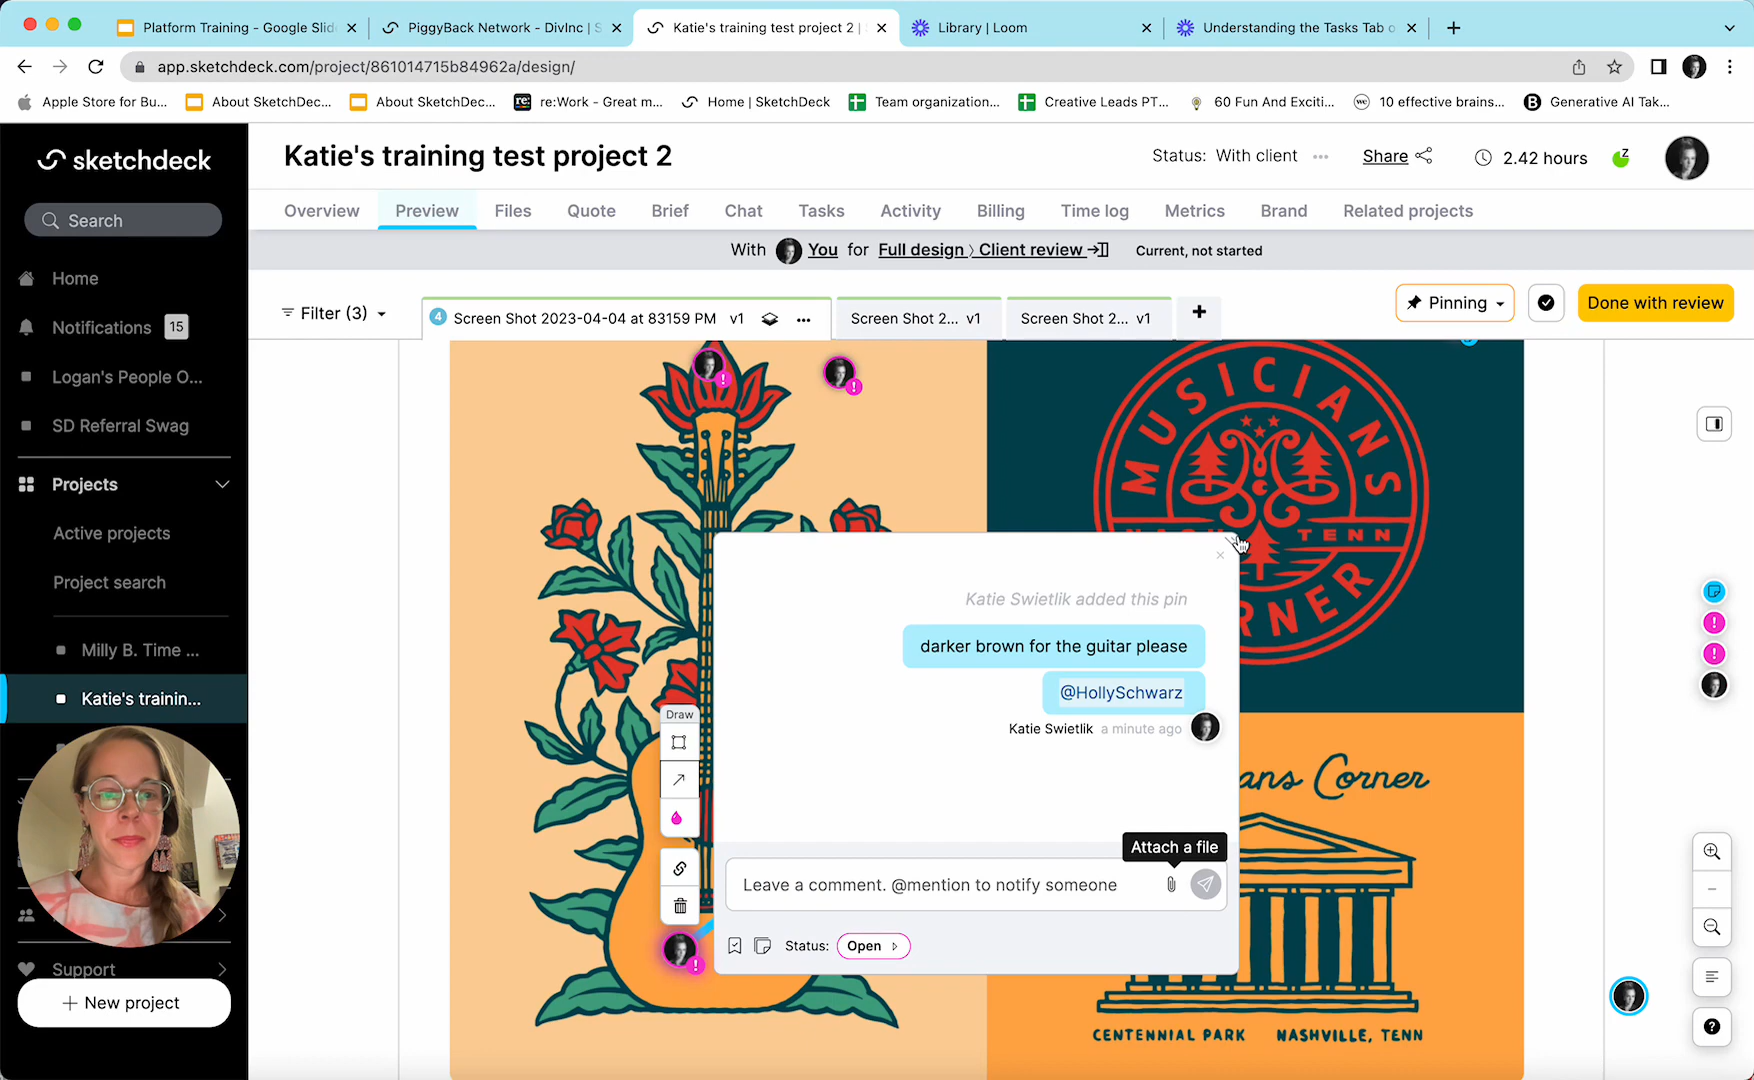 Platform Training - Google Slid
PiggyBack Network - DivInc | S
Katie's training test project 2 |
Library | Loom
Understanding the Tasks Tab o
app.sketchdeck.com/project/861014715b84962a/design/
Apple Store for Bu...
About SketchDec...
About SketchDec...
re: re:Work - Great m...
Home | SketchDeck
Team organization...
Creative Leads PT...
60 Fun And Exciti...
10 effective brains...
B Generative AI Tak...
sketchdeck
Search
Home
Notifications 15
Logan's People O...
SD Referral Swag
Projects
Active projects
Project search
Milly B. Time ...
Katie's trainin...
Support
New project
Katie's training test project 2
Status: With client
Share
2.42 hours
Z
Overview
Preview
Files
Quote
Brief
Chat
Tasks
Activity
Billing
Time log
Metrics
Brand
Related projects
With You for Full design 〉Client review
Current, not started
Filter (3)
4 Screen Shot 2023-04-04 at 83159 PM v1
Screen Shot 2... v1
Screen Shot 2... v1
Pinning
Done with review
MUSICIANS
TENN
RNER
Katie Swietlik added this pin
darker brown for the guitar please
@HollySchwarz
Katie Swietlik a minute ago
Draw
Attach a file
Leave a comment. @mention to notify someone
Status: Open
ans Corner
CENTENNIAL PARK NASHVILLE, TENN